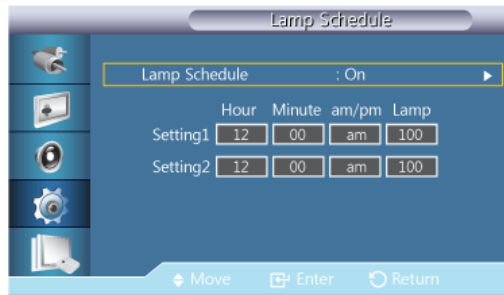 Lamp Schedule
Lamp Schedule : On
Hour Minute am/pm Lamp
Setting1 12 00 am 100
Setting2 12 00 am 100
Move Enter Return